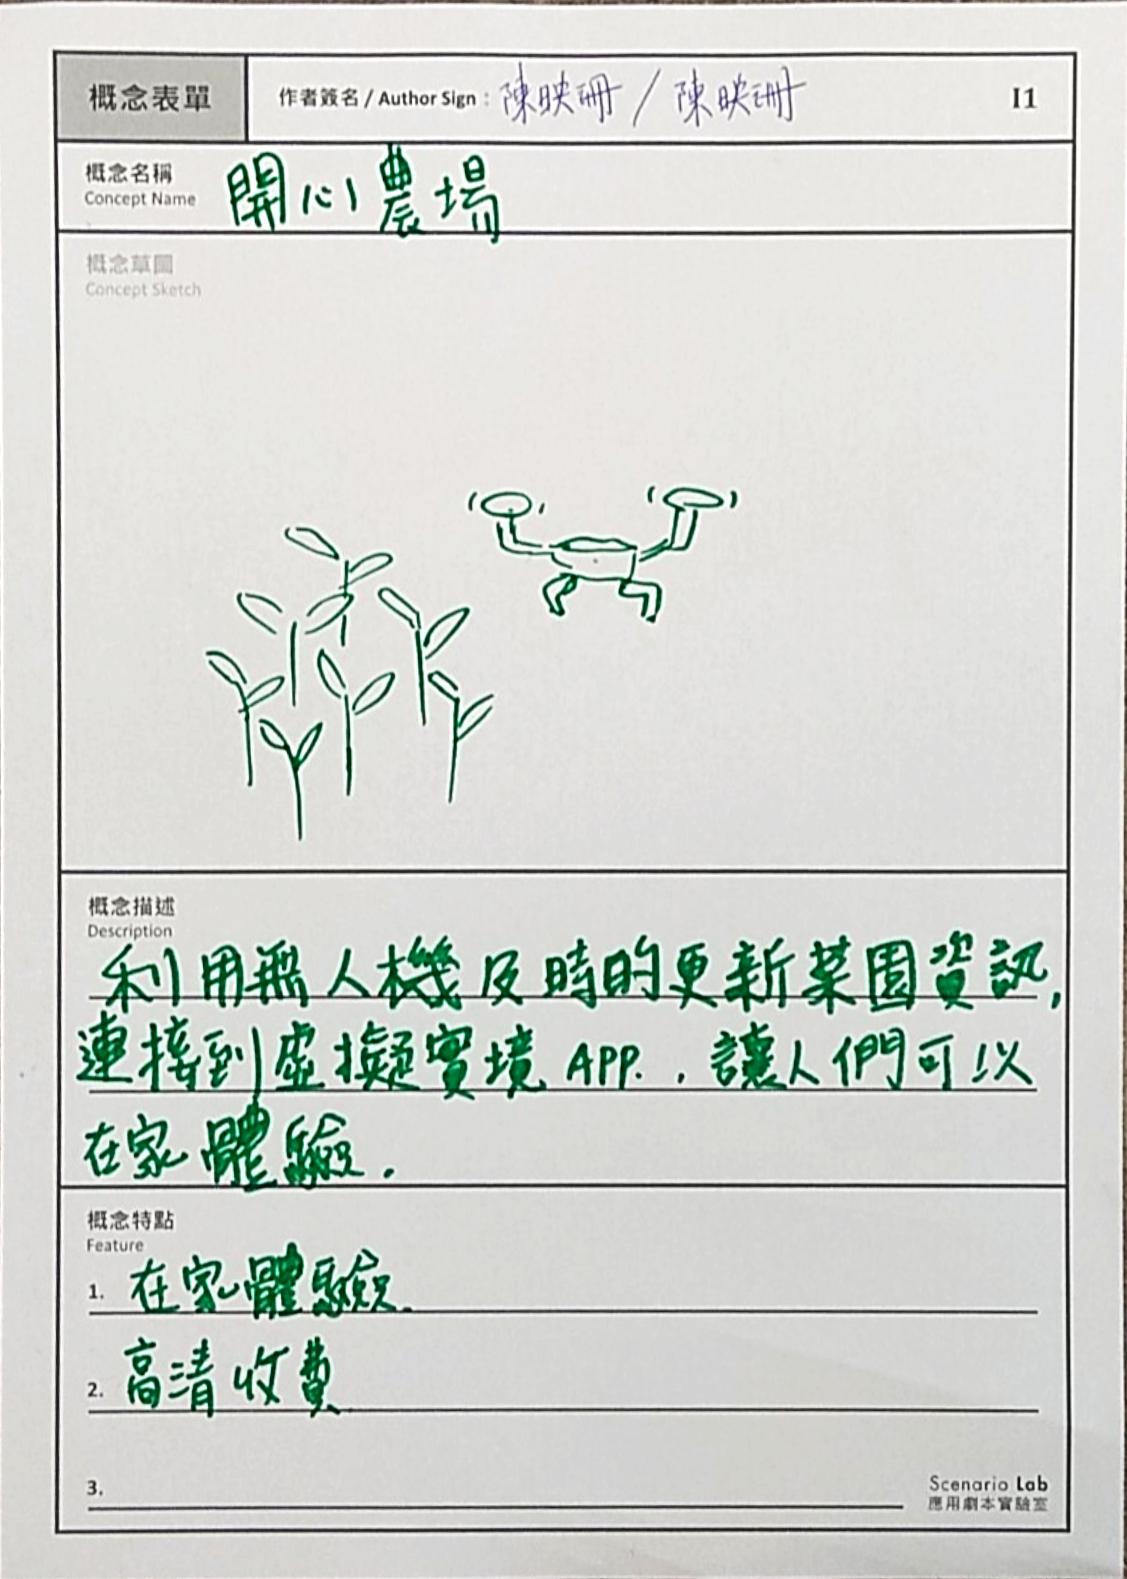 概念表單
作者簽名 / Author Sign : 陳映珊 / 陳映珊
I1
概念名稱
Concept Name
開心農場
概念草圖
Concept Sketch
概念描述
Description
利用無人機及時的更新菜園資訊,
連接到虛擬實境 APP. , 讓人們可以
在家體驗.
概念特點
Feature
1. 在家體驗.
2. 高清收費
3.
Scenario Lab
應用劇本實驗室